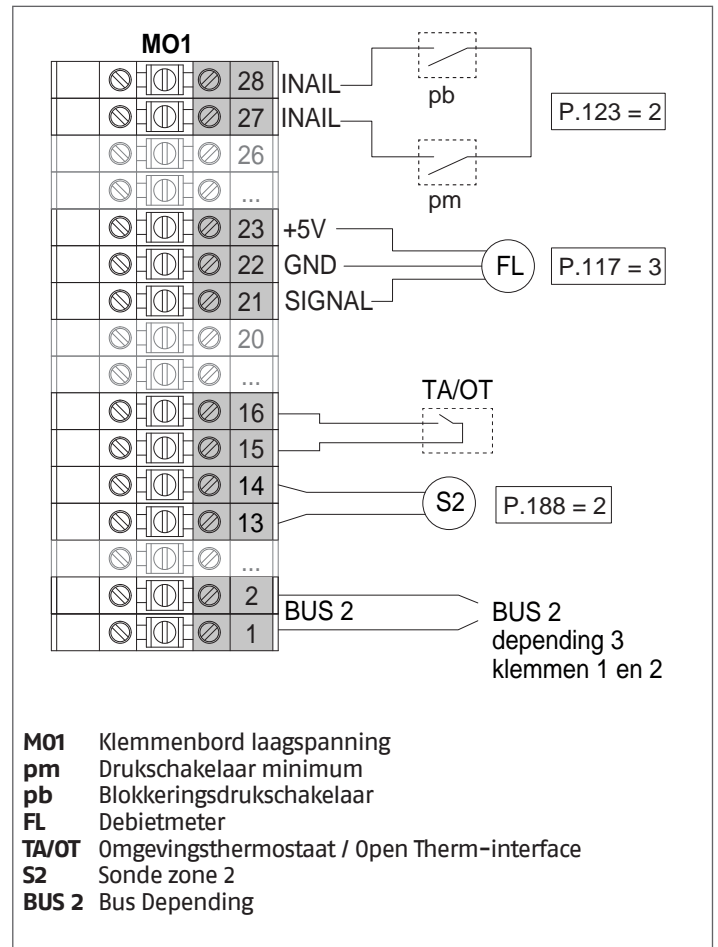 MO1
28 INAIL
pb
27 INAIL
P.123 = 2
26
...
pm
23 +5V
22 GND
FL
P.117 = 3
21 SIGNAL
20
...
TA/OT
16
15
14
S2
P.188 = 2
13
...
2
BUS 2
1
BUS 2
depending 3
klemmen 1 en 2
M01 Klemmenbord laagspanning
pm Drukschakelaar minimum
pb Blokkeringsdrukschakelaar
FL Debietmeter
TA/OT Omgevingsthermostaat / Open Therm-interface
S2 Sonde zone 2
BUS 2 Bus Depending